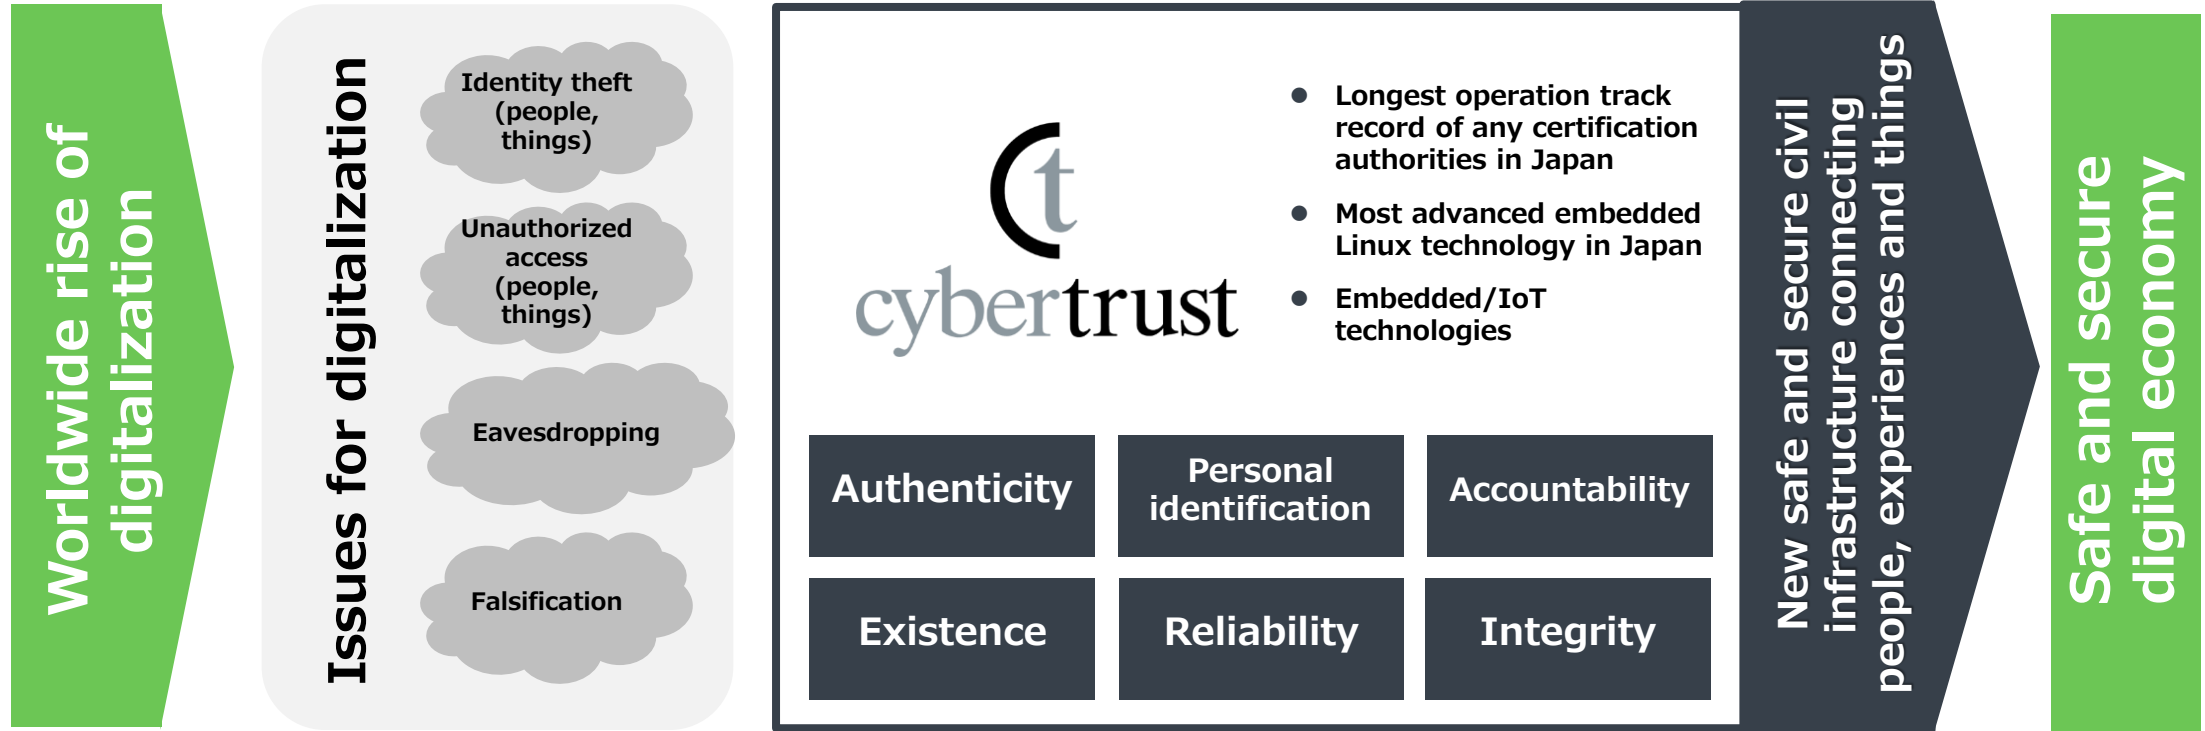 Worldwide rise of
digitalization
Issues for digitalization
Identity theft
(people,
things)
Unauthorized
access
(people,
things)
Eavesdropping
Falsification
Ct
cybertrust
● Longest operation track
record of any certification
authorities in Japan
● Most advanced embedded
Linux technology in Japan
● Embedded/IoT
technologies
Authenticity
Personal
identification
Accountability
Existence
Reliability
Integrity
New safe and secure civil
infrastructure connecting
people, experiences and things
Safe and secure
digital economy